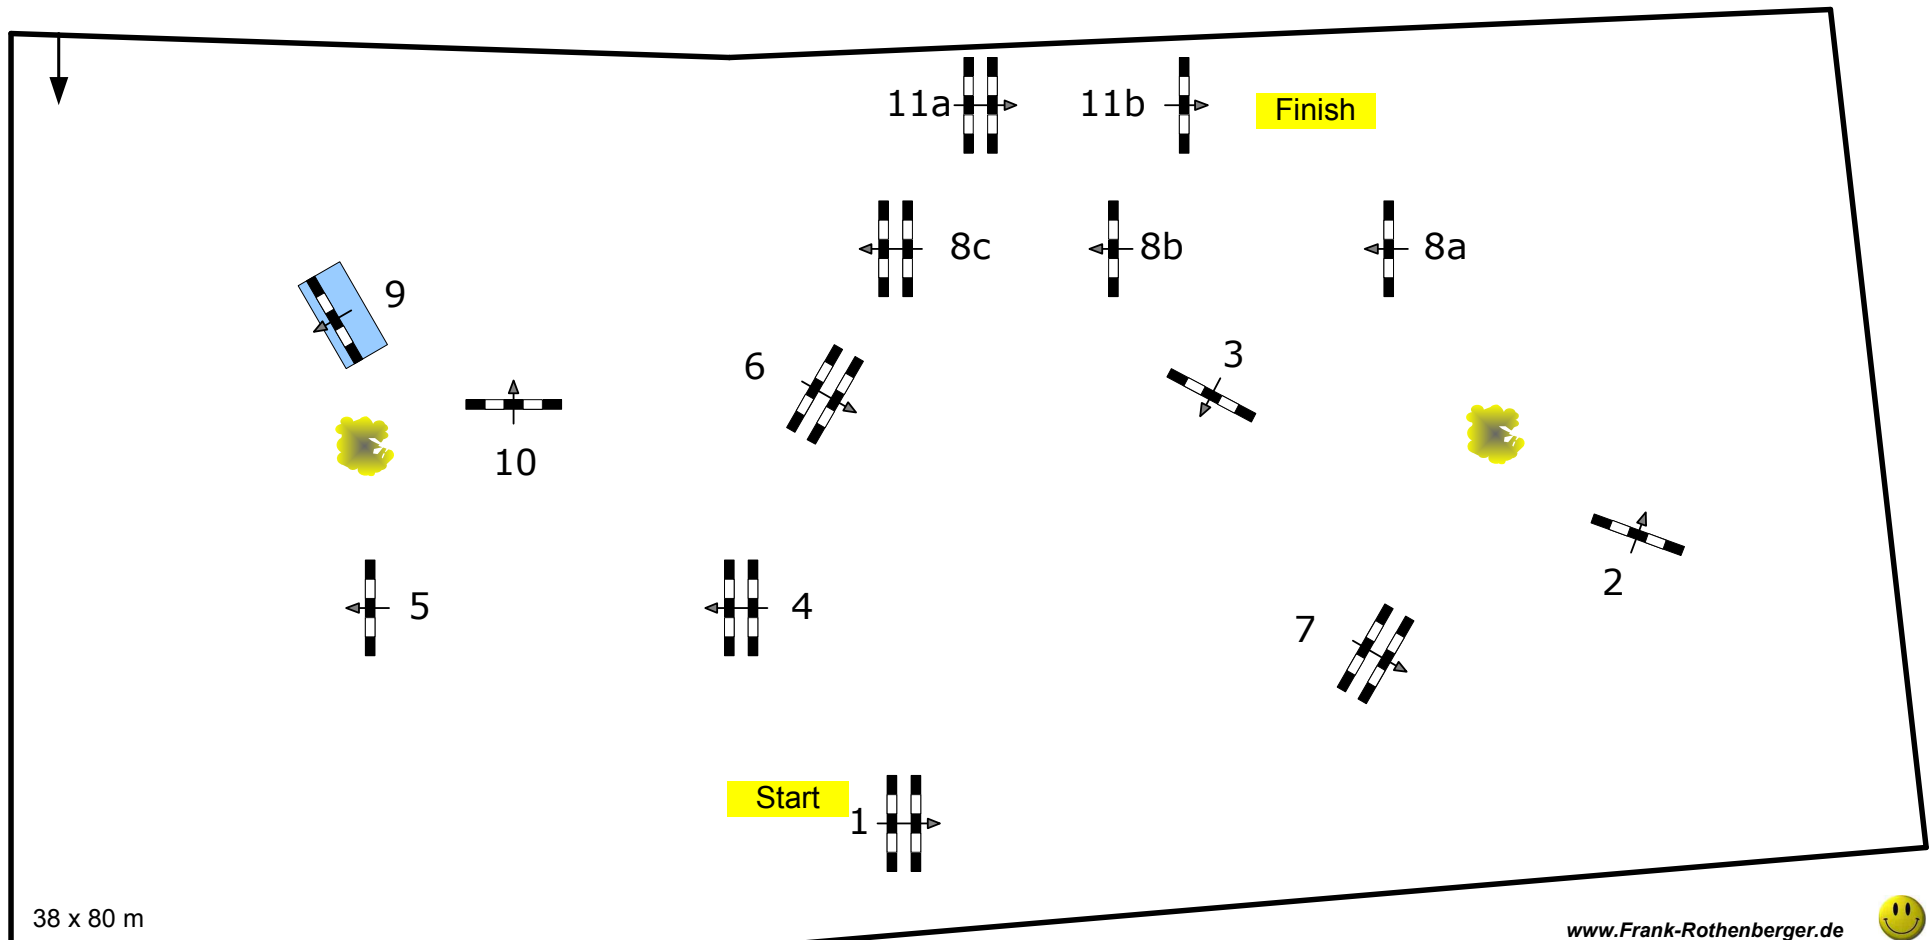 11a 11b Finish
8c 8b 8a
9
6 3
10
5 4 2
7
Start
1
38 x 80 m
www.Frank-Rothenberger.de